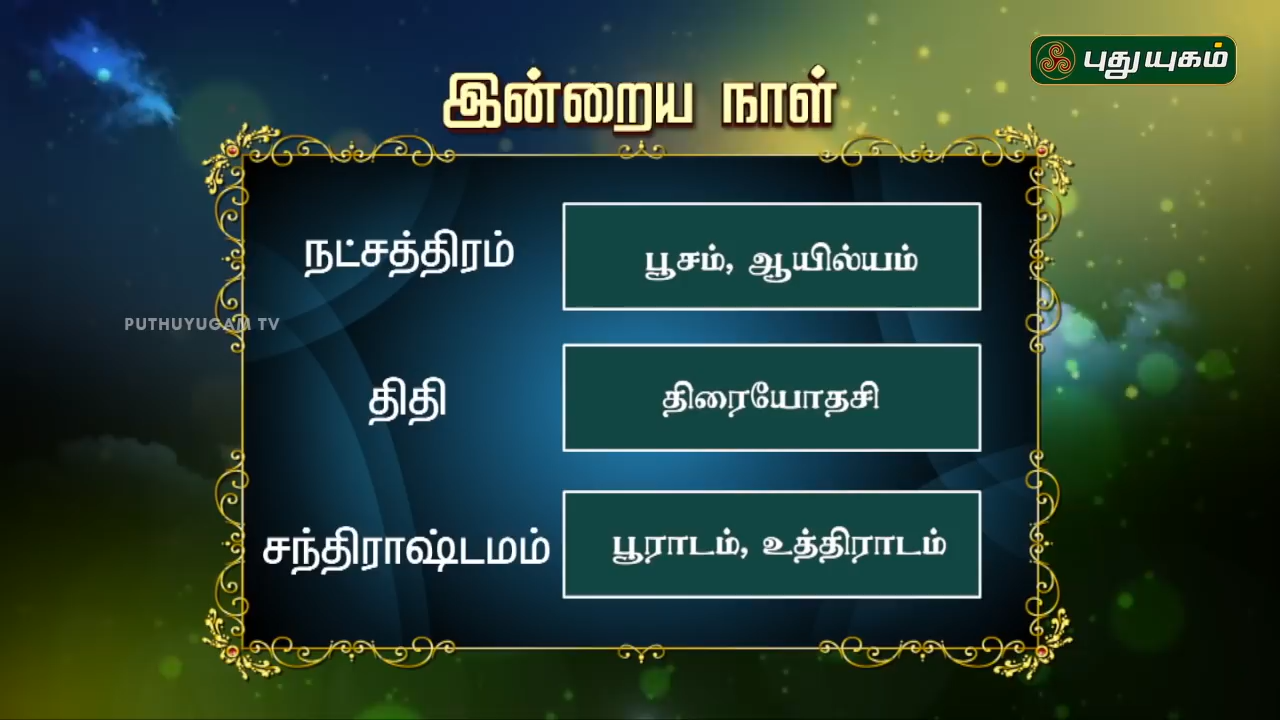 புதுயுகம்
இன்றைய நாள்
நட்சத்திரம்
பூசம், ஆயில்யம்
PUTHUYUGAM TV
திதி
திரையோதசி
சந்திராஷ்டமம்
பூராடம், உத்திராடம்